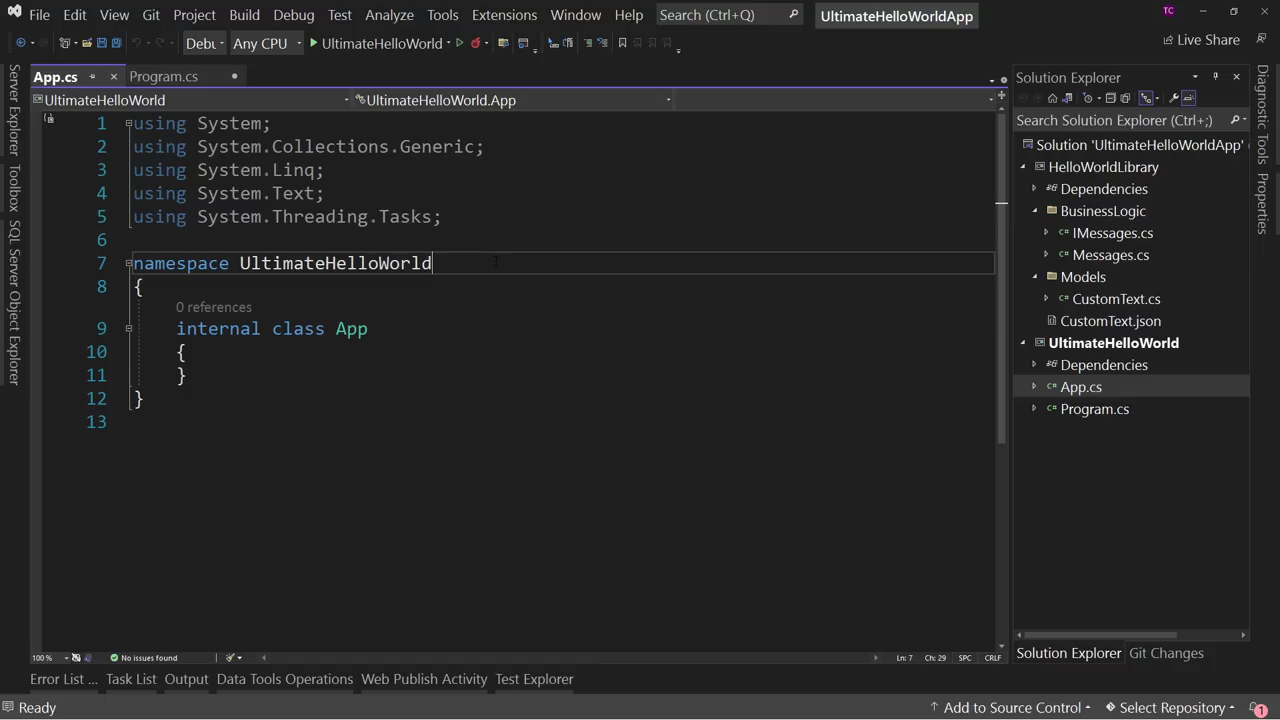 File Edit View Git Project Build Debug Test Analyze Tools Extensions Window Help Search (Ctrl+Q) UltimateHelloWorldApp TC
Debu Any CPU UltimateHelloWorld Live Share
App.cs Program.cs
UltimateHelloWorld UltimateHelloWorld.App
1 using System;
2 using System.Collections.Generic;
3 using System.Linq;
4 using System.Text;
5 using System.Threading.Tasks;
6
7 namespace UltimateHelloWorld
8 {
0 references
9 internal class App
10 {
11 }
12 }
13
100 % No issues found Ln: 7 Ch: 29 SPC CRLF
Server Explorer
Toolbox
SQL Server Object Explorer
Solution Explorer
Search Solution Explorer (Ctrl+;)
Solution 'UltimateHelloWorldApp' (
HelloWorldLibrary
Dependencies
BusinessLogic
C# IMessages.cs
C# Messages.cs
Models
C# CustomText.cs
CustomText.json
UltimateHelloWorld
Dependencies
C# App.cs
C# Program.cs
Solution Explorer Git Changes
Diagnostic Tools
Properties
Error List ... Task List Output Data Tools Operations Web Publish Activity Test Explorer
Ready Add to Source Control Select Repository 1